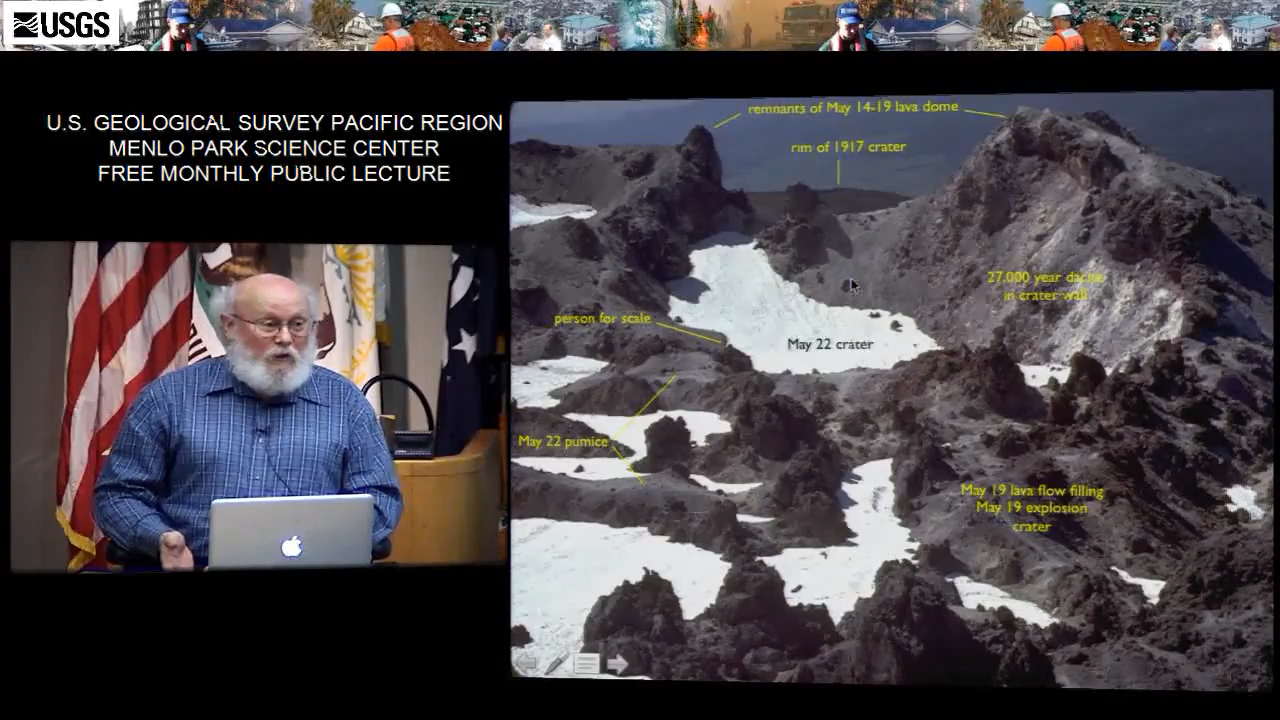 USGS
U.S. GEOLOGICAL SURVEY PACIFIC REGION
MENLO PARK SCIENCE CENTER
FREE MONTHLY PUBLIC LECTURE
remnants of May 14-19 lava dome
rim of 1917 crater
27,000 year dacite
in crater wall
person for scale
May 22 crater
May 22 pumice
May 19 lava flow filling
May 19 explosion
crater